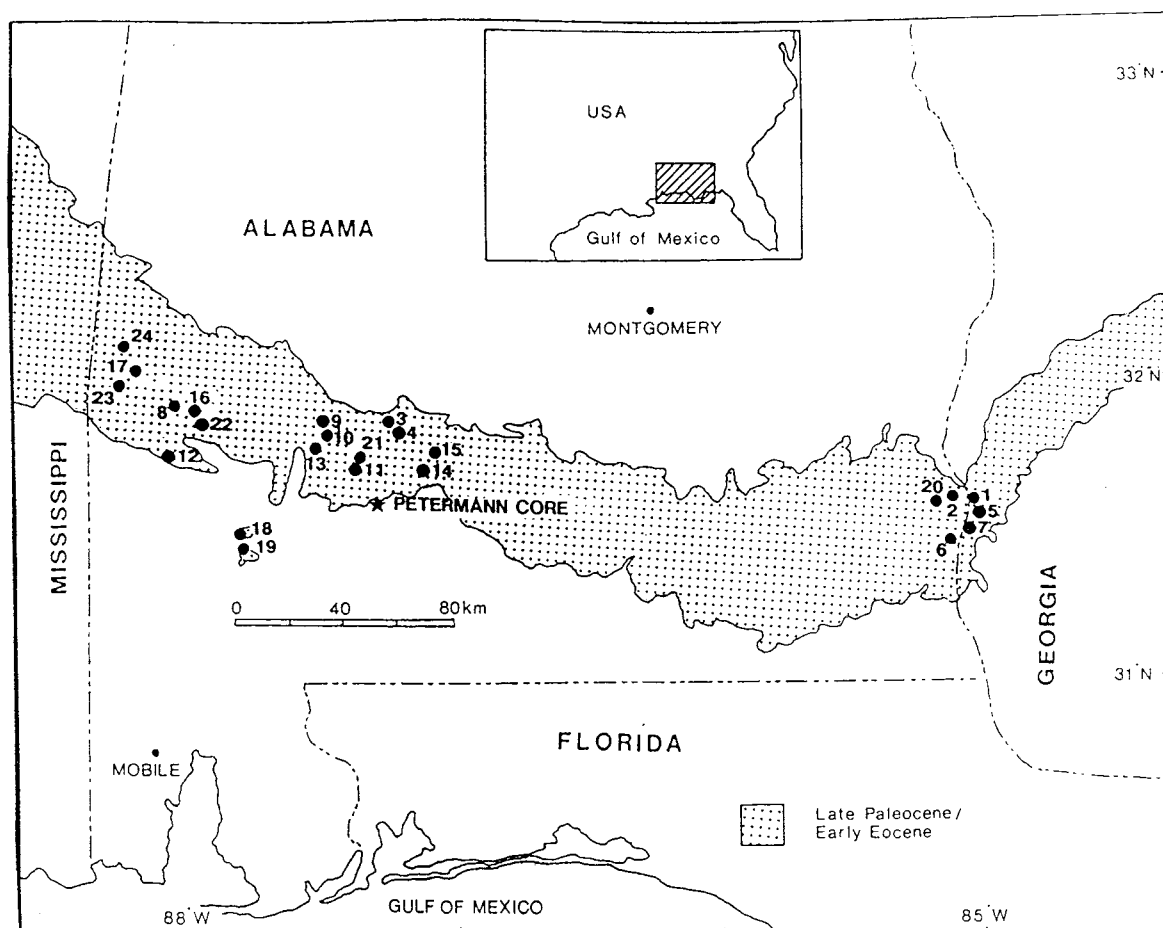 33°N
USA
ALABAMA
Gulf of Mexico
MONTGOMERY
24
17
32°N
23
8
16
22
9
3
10
4
21
15
13
12
11
14
20
1
2
5
PETERMANN CORE
7
6
18
19
MISSISSIPPI
0 40 80 km
GEORGIA
31°N
FLORIDA
MOBILE
Late Paleocene/
Early Eocene
GULF OF MEXICO
88°W
85°W